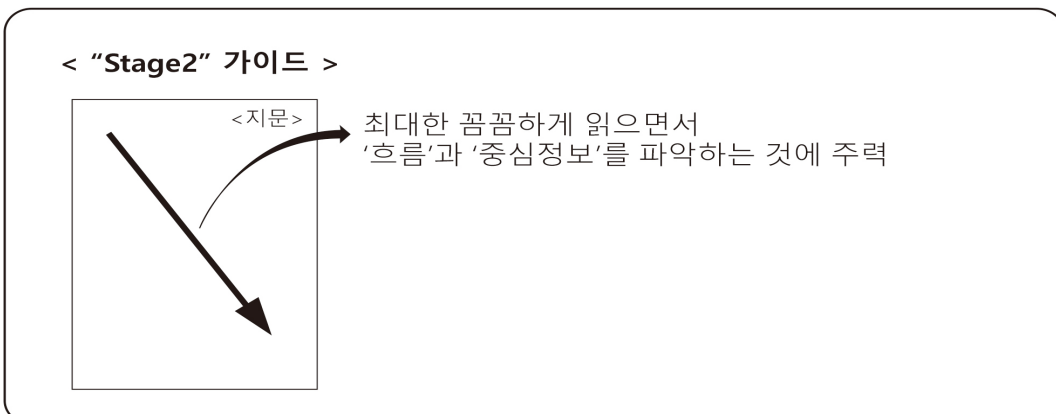 < “Stage2” 가이드 >
<지문>
최대한 꼼꼼하게 읽으면서
‘흐름’과 ‘중심정보’를 파악하는 것에 주력